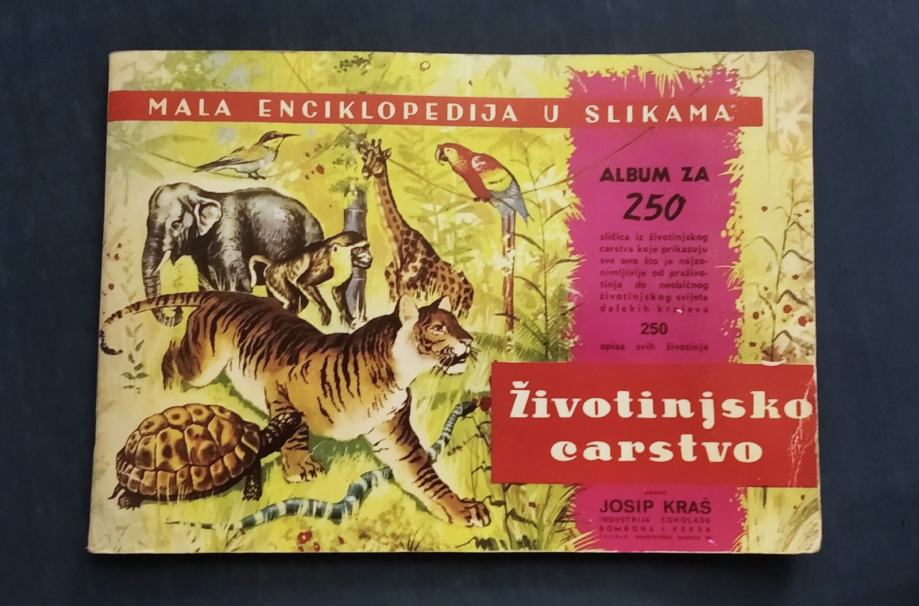 MALA ENCIKLOPEDIJA U SLIKAMA
ALBUM ZA
250
sličica iz životinjskog
carstva koje prikazuju
sve ono što je najza-
nimljivije od praživo-
tinja do neobičnog
životinjskog svijeta
dalekih krajeva
250
opisa svih životinja
Životinjsko
carstvo
JOSIP KRAŠ
INDUSTRIJA ČOKOLADE
BOMBONA I KEKSA